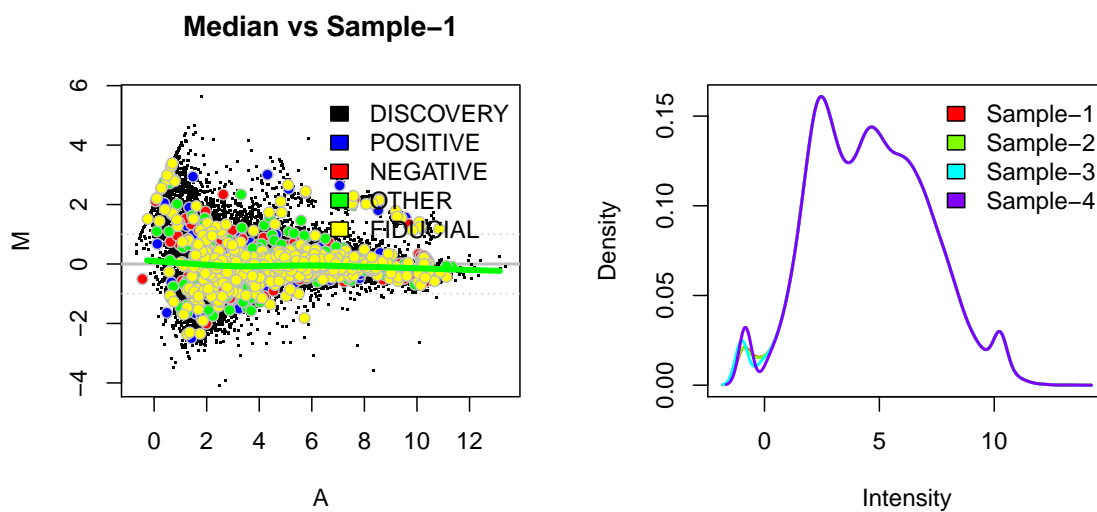 Median vs Sample−1
M
6
4
2
0
−2
−4
DISCOVERY
POSITIVE
NEGATIVE
OTHER
FIDUCIAL
0 2 4 6 8 10 12
A
Density
0.15
0.10
0.05
0.00
Sample−1
Sample−2
Sample−3
Sample−4
0 5 10
Intensity